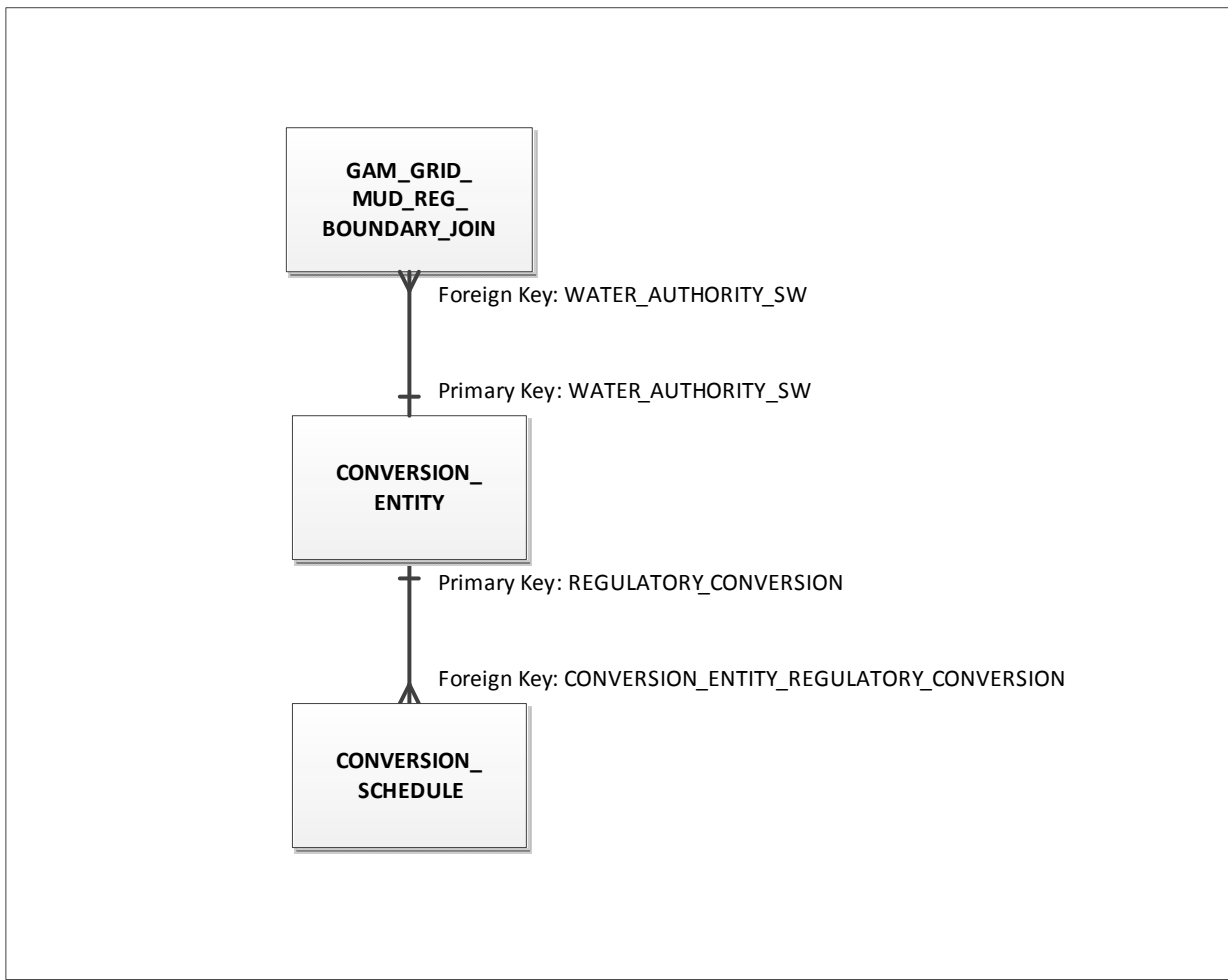 GAM_GRID_
MUD_REG_
BOUNDARY_JOIN
Foreign Key: WATER_AUTHORITY_SW
Primary Key: WATER_AUTHORITY_SW
CONVERSION_
ENTITY
Primary Key: REGULATORY_CONVERSION
Foreign Key: CONVERSION_ENTITY_REGULATORY_CONVERSION
CONVERSION_
SCHEDULE